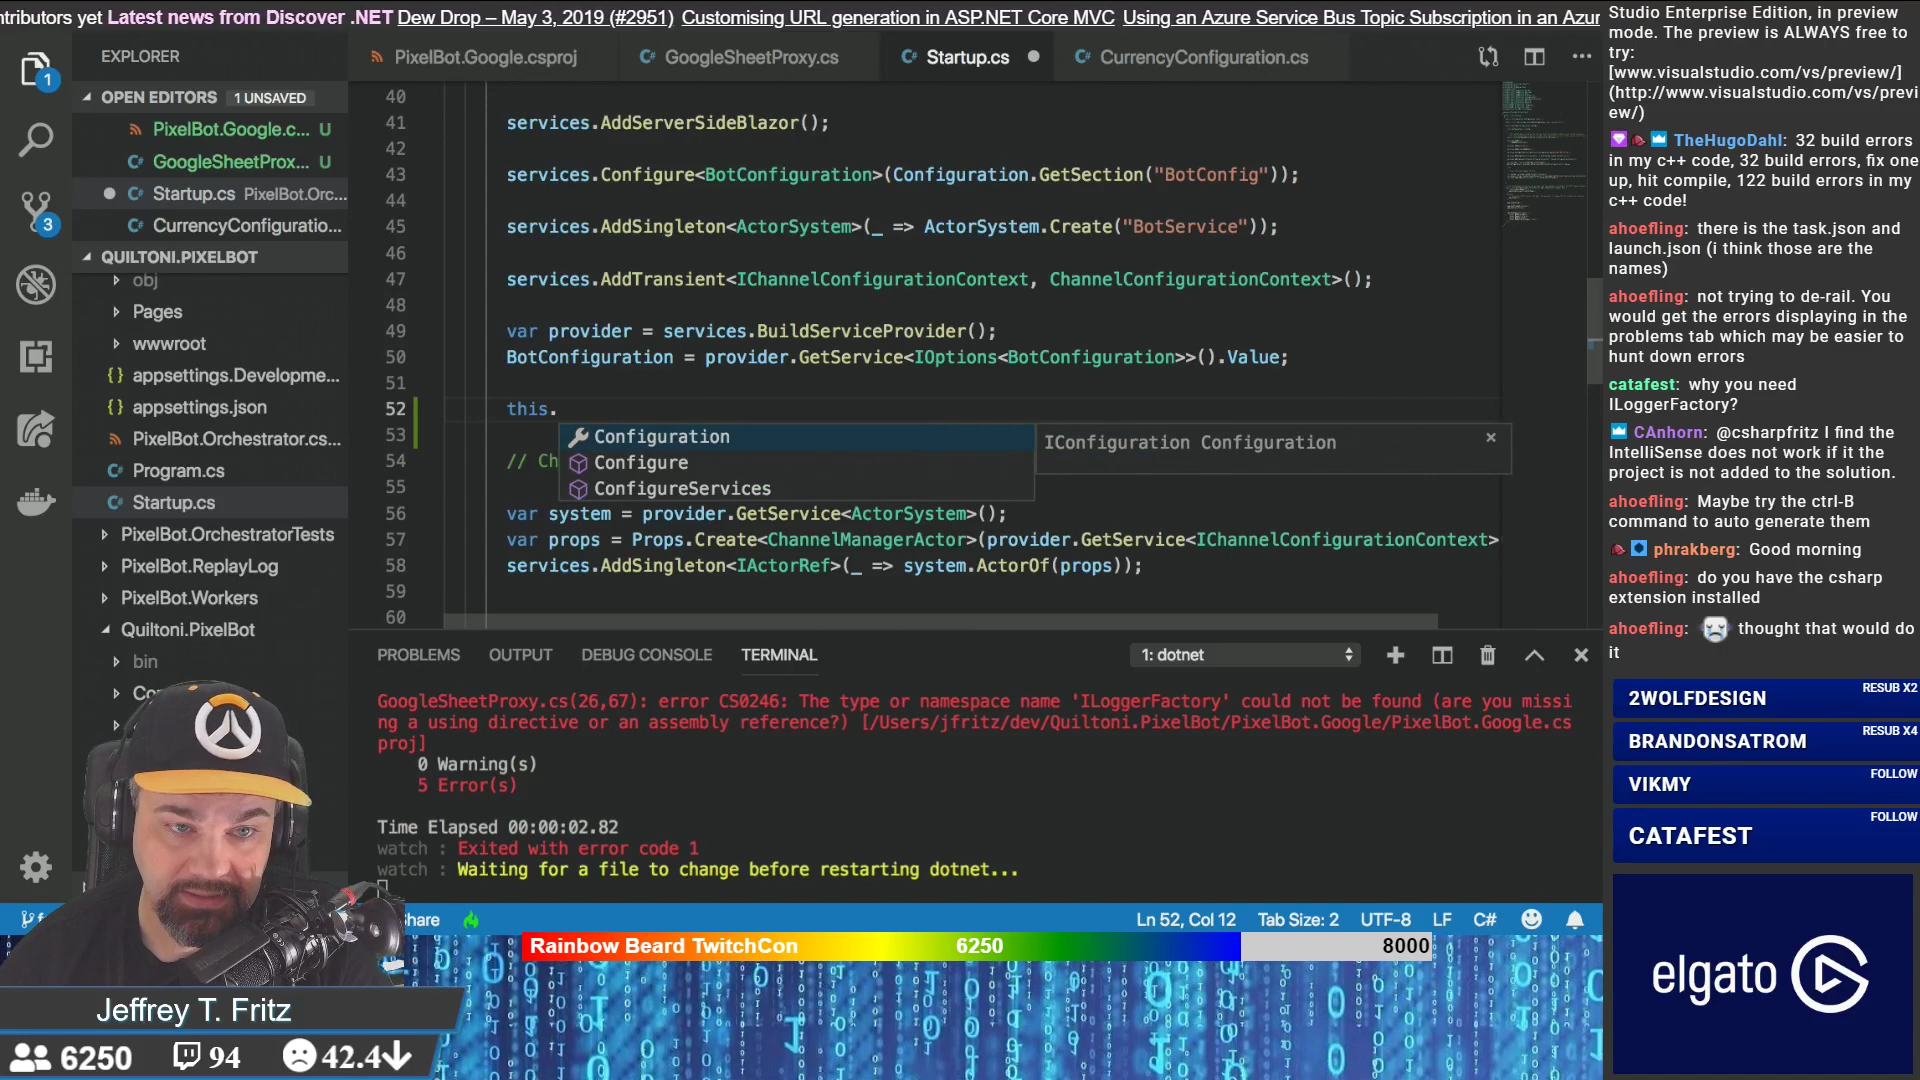 ntributors yet Latest news from Discover .NET Dew Drop – May 3, 2019 (#2951) Customising URL generation in ASP.NET Core MVC Using an Azure Service Bus Topic Subscription in an Azur
EXPLORER
OPEN EDITORS 1 UNSAVED
PixelBot.Google.c... U
GoogleSheetProx... U
Startup.cs PixelBot.Orc...
CurrencyConfiguratio...
QUILTONI.PIXELBOT
obj
Pages
wwwroot
appsettings.Developme...
appsettings.json
PixelBot.Orchestrator.cs...
Program.cs
Startup.cs
PixelBot.OrchestratorTests
PixelBot.ReplayLog
PixelBot.Workers
Quiltoni.PixelBot
bin
Co
1
3
PixelBot.Google.csproj GoogleSheetProxy.cs Startup.cs CurrencyConfiguration.cs
40
41 services.AddServerSideBlazor();
42
43 services.Configure<BotConfiguration>(Configuration.GetSection("BotConfig"));
44
45 services.AddSingleton<ActorSystem>(_ => ActorSystem.Create("BotService"));
46
47 services.AddTransient<IChannelConfigurationContext, ChannelConfigurationContext>();
48
49 var provider = services.BuildServiceProvider();
50 BotConfiguration = provider.GetService<IOptions<BotConfiguration>>().Value;
51
52 this.
53
Configuration IConfiguration Configuration
Configure
54 // Ch
ConfigureServices
55
56 var system = provider.GetService<ActorSystem>();
57 var props = Props.Create<ChannelManagerActor>(provider.GetService<IChannelConfigurationContext>
58 services.AddSingleton<IActorRef>(_ => system.ActorOf(props));
59
60
PROBLEMS OUTPUT DEBUG CONSOLE TERMINAL 1: dotnet
GoogleSheetProxy.cs(26,67): error CS0246: The type or namespace name 'ILoggerFactory' could not be found (are you missi
ng a using directive or an assembly reference?) [/Users/jfritz/dev/Quiltoni.PixelBot/PixelBot.Google/PixelBot.Google.cs
proj]
0 Warning(s)
5 Error(s)
Time Elapsed 00:00:02.82
watch : Exited with error code 1
watch : Waiting for a file to change before restarting dotnet...
hare Ln 52, Col 12 Tab Size: 2 UTF-8 LF C#
Rainbow Beard TwitchCon 6250 8000
Jeffrey T. Fritz
6250 94 42.4
Studio Enterprise Edition, in preview
mode. The preview is ALWAYS free to
try:
[www.visualstudio.com/vs/preview/]
(http://www.visualstudio.com/vs/previ
ew/)
TheHugoDahl: 32 build errors
in my c++ code, 32 build errors, fix one
up, hit compile, 122 build errors in my
c++ code!
ahoefling: there is the task.json and
launch.json (i think those are the
names)
ahoefling: not trying to de-rail. You
would get the errors displaying in the
problems tab which may be easier to
hunt down errors
catafest: why you need
ILoggerFactory?
CAnhorn: @csharpfritz I find the
IntelliSense does not work if it the
project is not added to the solution.
ahoefling: Maybe try the ctrl-B
command to auto generate them
phrakberg: Good morning
ahoefling: do you have the csharp
extension installed
ahoefling: thought that would do
it
2WOLFDESIGN RESUB X2
BRANDONSATROM RESUB X4
VIKMY FOLLOW
CATAFEST FOLLOW
elgato